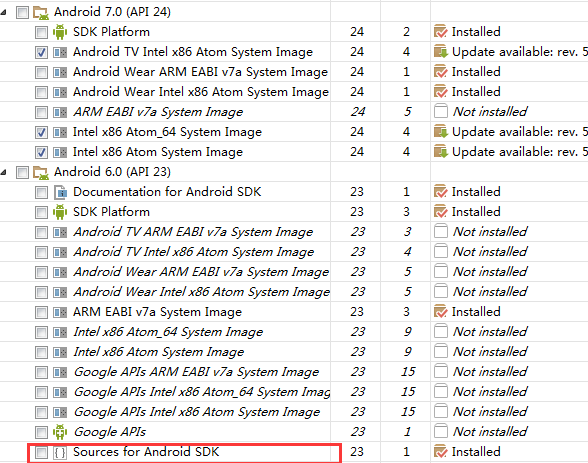 Android 7.0 (API 24)
SDK Platform 24 2 Installed
Android TV Intel x86 Atom System Image 24 4 Update available: rev. 5
Android Wear ARM EABI v7a System Image 24 1 Installed
Android Wear Intel x86 Atom System Image 24 1 Installed
ARM EABI v7a System Image 24 5 Not installed
Intel x86 Atom_64 System Image 24 4 Update available: rev. 5
Intel x86 Atom System Image 24 4 Update available: rev. 5
Android 6.0 (API 23)
Documentation for Android SDK 23 1 Installed
SDK Platform 23 3 Installed
Android TV ARM EABI v7a System Image 23 3 Not installed
Android TV Intel x86 Atom System Image 23 4 Not installed
Android Wear ARM EABI v7a System Image 23 5 Not installed
Android Wear Intel x86 Atom System Image 23 5 Not installed
ARM EABI v7a System Image 23 3 Installed
Intel x86 Atom_64 System Image 23 9 Not installed
Intel x86 Atom System Image 23 9 Not installed
Google APIs ARM EABI v7a System Image 23 15 Not installed
Google APIs Intel x86 Atom_64 System Imag 23 15 Not installed
Google APIs Intel x86 Atom System Image 23 15 Not installed
Google APIs 23 1 Not installed
Sources for Android SDK 23 1 Installed